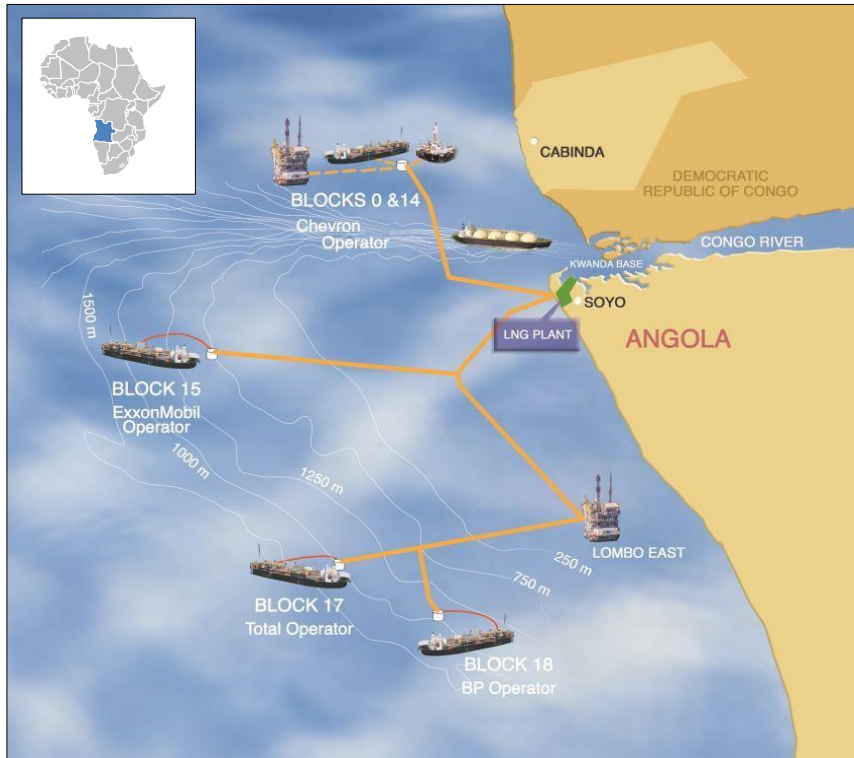 CABINDA
DEMOCRATIC
REPUBLIC OF CONGO
BLOCKS 0 &14
Chevron
Operator
CONGO RIVER
KWANDA BASE
SOYO
LNG PLANT
ANGOLA
1500 m
BLOCK 15
ExxonMobil
Operator
1000 m
1250 m
LOMBO EAST
250 m
750 m
BLOCK 17
Total Operator
BLOCK 18
BP Operator